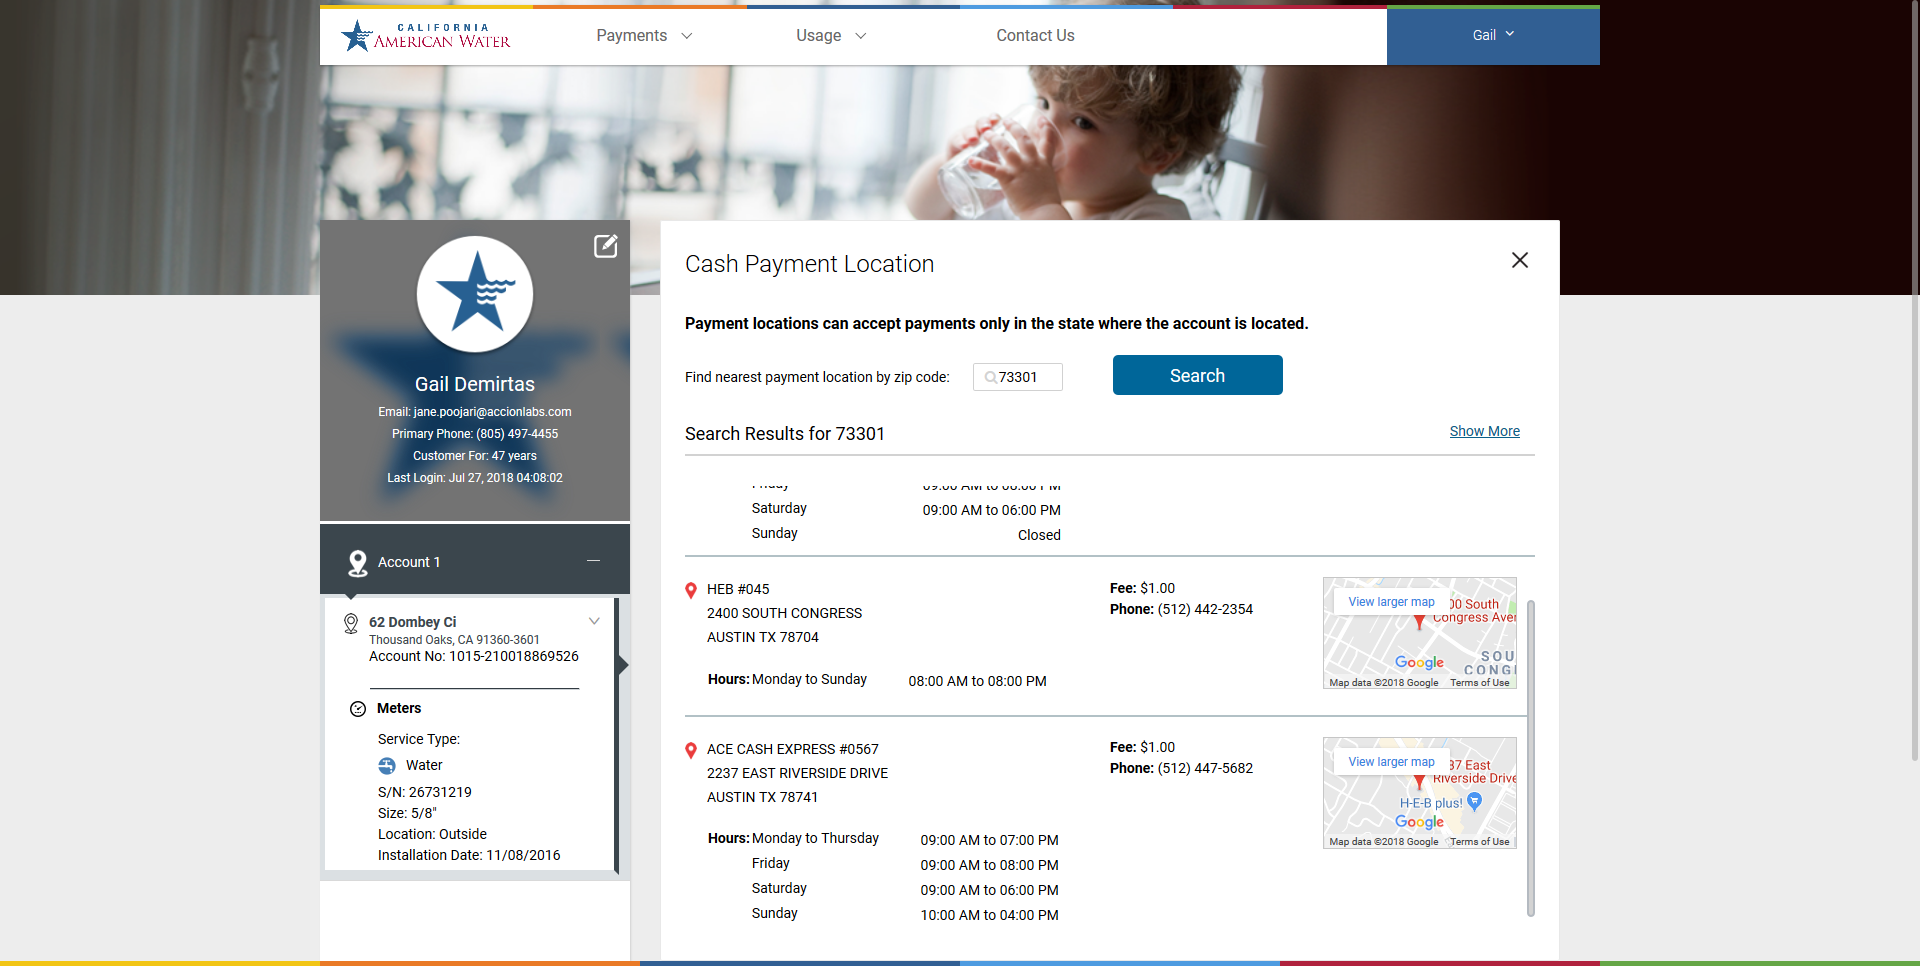 CALIFORNIA
AMERICAN WATER
Payments
Usage
Contact Us
Gail
Gail Demirtas
Email: jane.poojari@accionlabs.com
Primary Phone: (805) 497-4455
Customer For: 47 years
Last Login: Jul 27, 2018 04:08:02
Account 1
62 Dombey Ci
Thousand Oaks, CA 91360-3601
Account No: 1015-210018869526
Meters
Service Type:
Water
S/N: 26731219
Size: 5/8"
Location: Outside
Installation Date: 11/08/2016
Cash Payment Location
Payment locations can accept payments only in the state where the account is located.
Find nearest payment location by zip code:
73301
Search
Search Results for 73301
Show More
Friday 09:00 AM to 08:00 PM
Saturday 09:00 AM to 06:00 PM
Sunday Closed
HEB #045
2400 SOUTH CONGRESS
AUSTIN TX 78704
Hours: Monday to Sunday 08:00 AM to 08:00 PM
Fee: $1.00
Phone: (512) 442-2354
View larger map
00 South
Congress Aver
Google
SOU
CONG
Map data ©2018 Google Terms of Use
ACE CASH EXPRESS #0567
2237 EAST RIVERSIDE DRIVE
AUSTIN TX 78741
Hours: Monday to Thursday 09:00 AM to 07:00 PM
Friday 09:00 AM to 08:00 PM
Saturday 09:00 AM to 06:00 PM
Sunday 10:00 AM to 04:00 PM
Fee: $1.00
Phone: (512) 447-5682
View larger map
37 East
Riverside Drive
H-E-B plus!
Google
Map data ©2018 Google Terms of Use